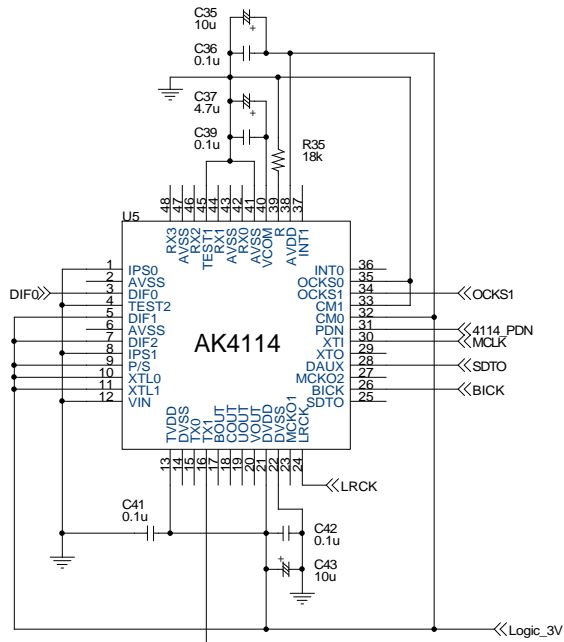 C35
10u
C36
0.1u
C37
4.7u
C39
0.1u
R35
18k
U5
48 47 46 45 44 43 42 41 40 39 38 37
RX3 AVSS RX2 TEST1 RX1 AVSS RX0 AVSS VCOM R AVDD INT1
1 IPS0
2 AVSS
DIF0 3 DIF0
4 TEST2
5 DIF1
6 AVSS
7 DIF2
8 IPS1
9 P/S
10 XTL0
11 XTL1
12 VIN
AK4114
INT0 36
OCKS0 35
OCKS1 34 OCKS1
CM1 33
CM0 32
PDN 31 4114_PDN
XTI 30 MCLK
XTO 29
DAUX 28 SDTO
MCKO2 27
BICK 26 BICK
SDTO 25
TVDD DVSS TX0 TX1 BOUT COUT UOUT VOUT DVDD DVSS MCKO1 LRCK
13 14 15 16 17 18 19 20 21 22 23 24
LRCK
C41
0.1u
C42
0.1u
C43
10u
Logic_3V